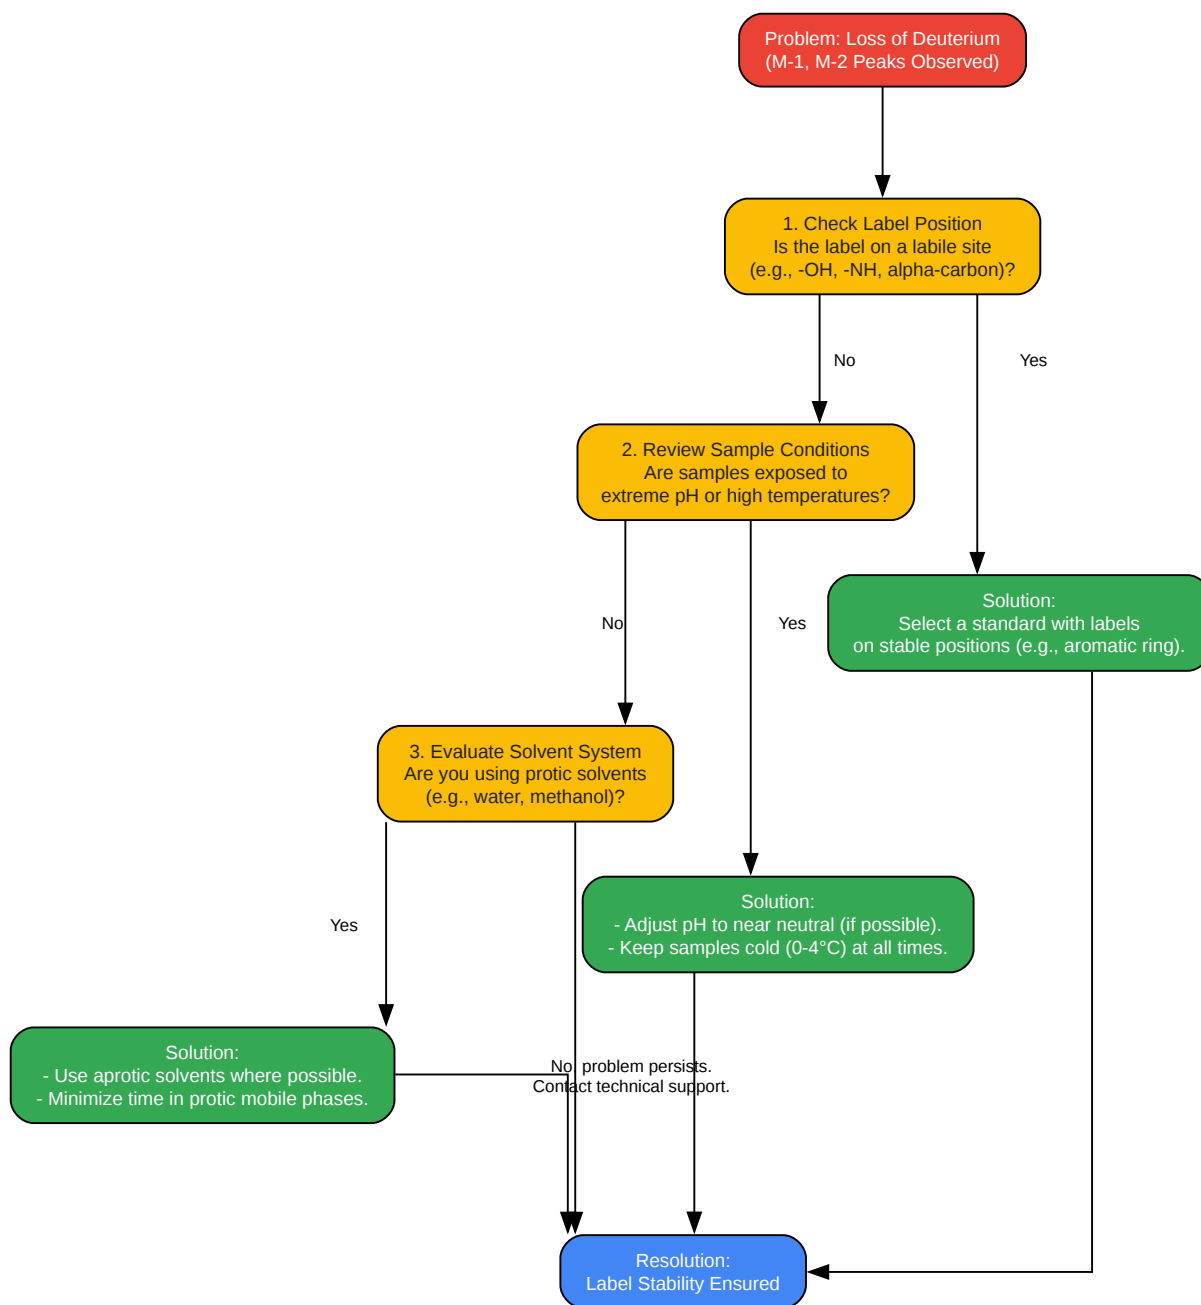 Problem: Loss of Deuterium
(M-1, M-2 Peaks Observed)
1. Check Label Position
Is the label on a labile site
(e.g., -OH, -NH, alpha-carbon)?
No
Yes
2. Review Sample Conditions
Are samples exposed to
extreme pH or high temperatures?
Solution:
Select a standard with labels
on stable positions (e.g., aromatic ring).
No
Yes
3. Evaluate Solvent System
Are you using protic solvents
(e.g., water, methanol)?
Yes
Solution:
- Adjust pH to near neutral (if possible).
- Keep samples cold (0-4°C) at all times.
Solution:
- Use aprotic solvents where possible.
- Minimize time in protic mobile phases.
No, problem persists.
Contact technical support.
Resolution:
Label Stability Ensured